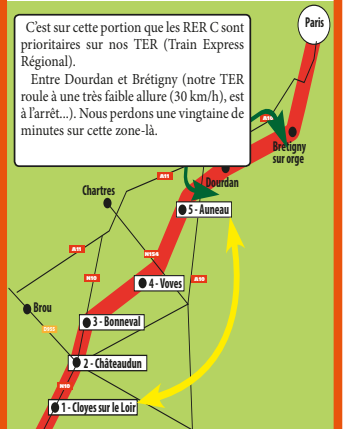 Paris
C'est sur cette portion que les RER C sont
prioritaires sur nos TER (Train Express
Régional).
Entre Dourdan et Brétigny (notre TER
roule à une très faible allure (30 km/h), est
à l'arrêt...). Nous perdons une vingtaine de
minutes sur cette zone-là.
A10
Brétigny
sur orge
A11
Dourdan
Chartres
5 - Auneau
A11
N154
N10
A10
4 - Voves
Brou
3 - Bonneval
D955
2 - Châteaudun
N10
1 - Cloyes sur le Loir